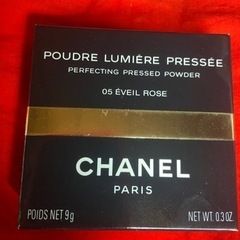 POUDRE LUMIÈRE PRESSÉE
PERFECTING PRESSED POWDER
05 ÉVEIL ROSE
CHANEL
PARIS
POIDS NET 9g NET WT. 0.3 OZ.